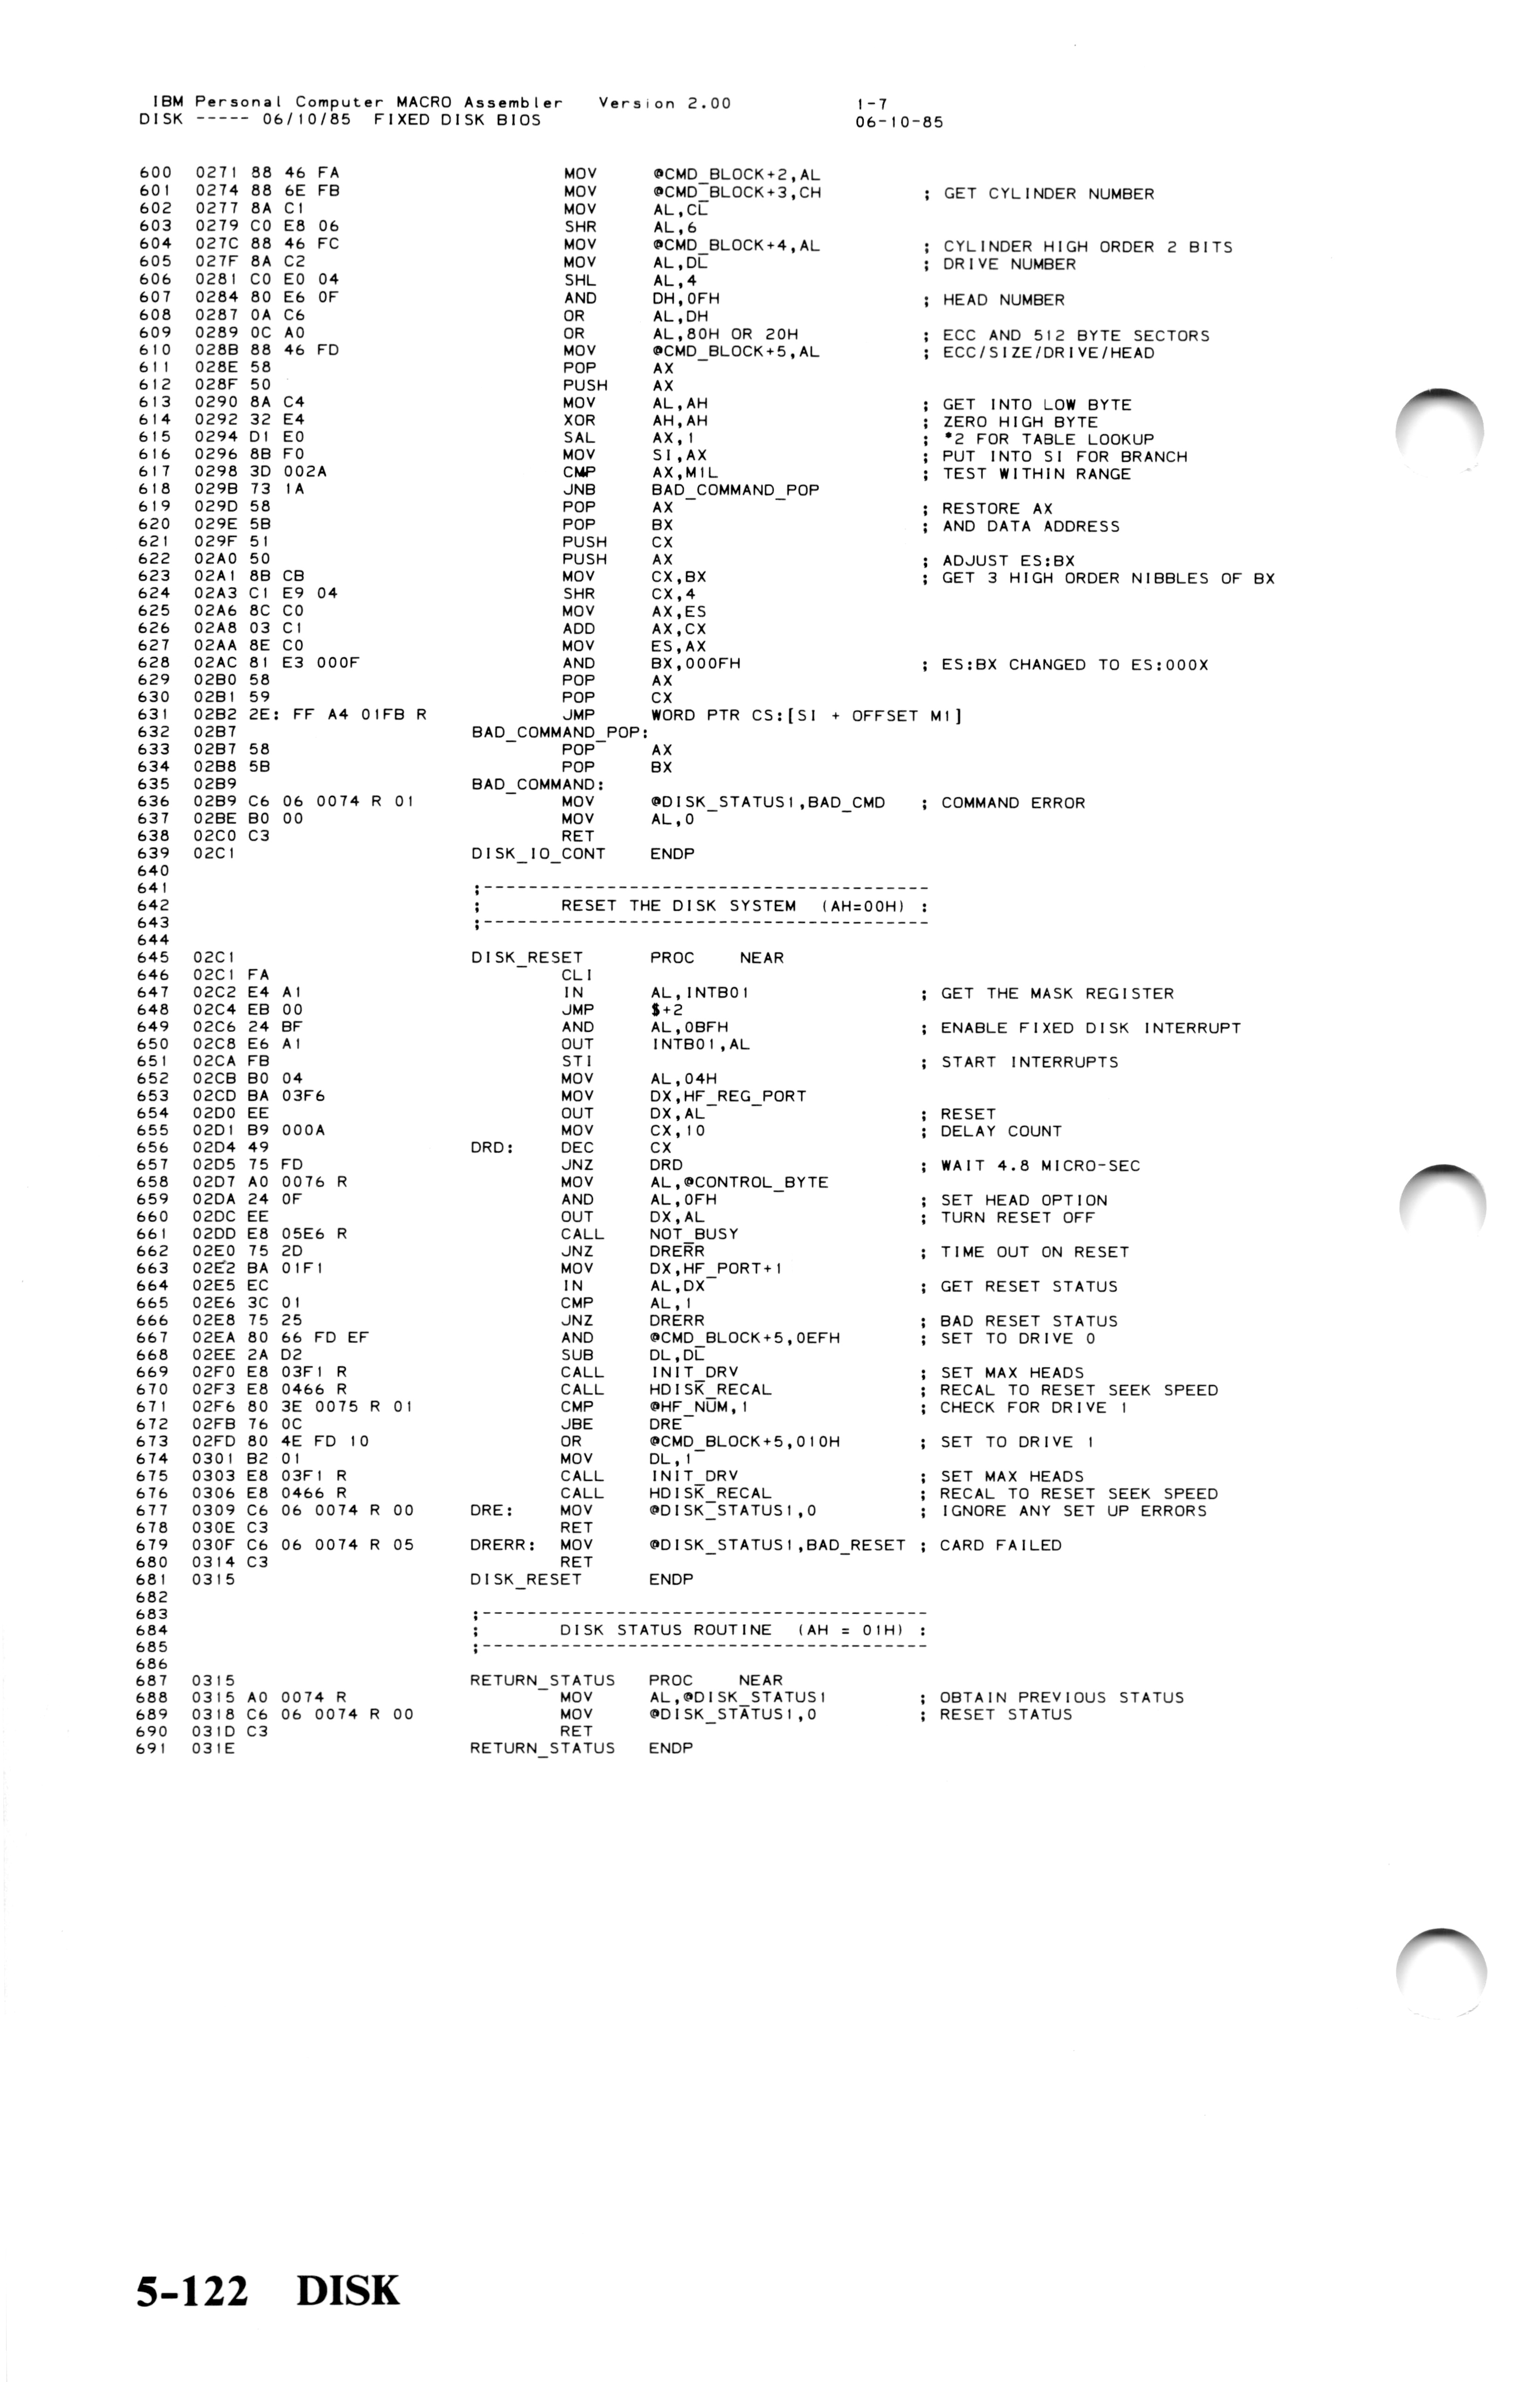 IBM Personal Computer MACRO Assembler   Version 2.00          1-7
DISK ----- 06/10/85  FIXED DISK BIOS                          06-10-85
600  0271 88 46 FA                MOV     @CMD_BLOCK+2,AL
601  0274 88 6E FB                MOV     @CMD_BLOCK+3,CH         ; GET CYLINDER NUMBER
602  0277 8A C1                   MOV     AL,CL
603  0279 C0 E8 06                SHR     AL,6
604  027C 88 46 FC                MOV     @CMD_BLOCK+4,AL         ; CYLINDER HIGH ORDER 2 BITS
605  027F 8A C2                   MOV     AL,DL                   ; DRIVE NUMBER
606  0281 C0 E0 04                SHL     AL,4
607  0284 80 E6 0F                AND     DH,0FH                  ; HEAD NUMBER
608  0287 0A C6                   OR      AL,DH
609  0289 0C A0                   OR      AL,80H OR 20H           ; ECC AND 512 BYTE SECTORS
610  028B 88 46 FD                MOV     @CMD_BLOCK+5,AL         ; ECC/SIZE/DRIVE/HEAD
611  028E 58                      POP     AX
612  028F 50                      PUSH    AX
613  0290 8A C4                   MOV     AL,AH                   ; GET INTO LOW BYTE
614  0292 32 E4                   XOR     AH,AH                   ; ZERO HIGH BYTE
615  0294 D1 E0                   SAL     AX,1                    ; *2 FOR TABLE LOOKUP
616  0296 8B F0                   MOV     SI,AX                   ; PUT INTO SI FOR BRANCH
617  0298 3D 002A                 CMP     AX,M1L                  ; TEST WITHIN RANGE
618  029B 73 1A                   JNB     BAD_COMMAND_POP
619  029D 58                      POP     AX                      ; RESTORE AX
620  029E 5B                      POP     BX                      ; AND DATA ADDRESS
621  029F 51                      PUSH    CX
622  02A0 50                      PUSH    AX                      ; ADJUST ES:BX
623  02A1 8B CB                   MOV     CX,BX                   ; GET 3 HIGH ORDER NIBBLES OF BX
624  02A3 C1 E9 04                SHR     CX,4
625  02A6 8C C0                   MOV     AX,ES
626  02A8 03 C1                   ADD     AX,CX
627  02AA 8E C0                   MOV     ES,AX
628  02AC 81 E3 000F              AND     BX,000FH                ; ES:BX CHANGED TO ES:000X
629  02B0 58                      POP     AX
630  02B1 59                      POP     CX
631  02B2 2E: FF A4 01FB R        JMP     WORD PTR CS:[SI + OFFSET M1]
632  02B7                 BAD_COMMAND_POP:
633  02B7 58                      POP     AX
634  02B8 5B                      POP     BX
635  02B9                 BAD_COMMAND:
636  02B9 C6 06 0074 R 01         MOV     @DISK_STATUS1,BAD_CMD   ; COMMAND ERROR
637  02BE B0 00                   MOV     AL,0
638  02C0 C3                      RET
639  02C1                 DISK_IO_CONT    ENDP
640
641                       ;----------------------------------------
642                       ;       RESET THE DISK SYSTEM  (AH=00H) :
643                       ;----------------------------------------
644
645  02C1                 DISK_RESET      PROC    NEAR
646  02C1 FA                      CLI
647  02C2 E4 A1                   IN      AL,INTB01               ; GET THE MASK REGISTER
648  02C4 EB 00                   JMP     $+2
649  02C6 24 BF                   AND     AL,0BFH                 ; ENABLE FIXED DISK INTERRUPT
650  02C8 E6 A1                   OUT     INTB01,AL
651  02CA FB                      STI                             ; START INTERRUPTS
652  02CB B0 04                   MOV     AL,04H
653  02CD BA 03F6                 MOV     DX,HF_REG_PORT
654  02D0 EE                      OUT     DX,AL                   ; RESET
655  02D1 B9 000A                 MOV     CX,10                   ; DELAY COUNT
656  02D4 49              DRD:    DEC     CX
657  02D5 75 FD                   JNZ     DRD                     ; WAIT 4.8 MICRO-SEC
658  02D7 A0 0076 R               MOV     AL,@CONTROL_BYTE
659  02DA 24 0F                   AND     AL,0FH                  ; SET HEAD OPTION
660  02DC EE                      OUT     DX,AL                   ; TURN RESET OFF
661  02DD E8 05E6 R               CALL    NOT_BUSY
662  02E0 75 2D                   JNZ     DRERR                   ; TIME OUT ON RESET
663  02E2 BA 01F1                 MOV     DX,HF_PORT+1
664  02E5 EC                      IN      AL,DX                   ; GET RESET STATUS
665  02E6 3C 01                   CMP     AL,1
666  02E8 75 25                   JNZ     DRERR                   ; BAD RESET STATUS
667  02EA 80 66 FD EF             AND     @CMD_BLOCK+5,0EFH       ; SET TO DRIVE 0
668  02EE 2A D2                   SUB     DL,DL
669  02F0 E8 03F1 R               CALL    INIT_DRV                ; SET MAX HEADS
670  02F3 E8 0466 R               CALL    HDISK_RECAL             ; RECAL TO RESET SEEK SPEED
671  02F6 80 3E 0075 R 01         CMP     @HF_NUM,1               ; CHECK FOR DRIVE 1
672  02FB 76 0C                   JBE     DRE
673  02FD 80 4E FD 10             OR      @CMD_BLOCK+5,010H       ; SET TO DRIVE 1
674  0301 B2 01                   MOV     DL,1
675  0303 E8 03F1 R               CALL    INIT_DRV                ; SET MAX HEADS
676  0306 E8 0466 R               CALL    HDISK_RECAL             ; RECAL TO RESET SEEK SPEED
677  0309 C6 06 0074 R 00 DRE:    MOV     @DISK_STATUS1,0         ; IGNORE ANY SET UP ERRORS
678  030E C3                      RET
679  030F C6 06 0074 R 05 DRERR:  MOV     @DISK_STATUS1,BAD_RESET ; CARD FAILED
680  0314 C3                      RET
681  0315                 DISK_RESET      ENDP
682
683                       ;----------------------------------------
684                       ;       DISK STATUS ROUTINE  (AH = 01H) :
685                       ;----------------------------------------
686
687  0315                 RETURN_STATUS   PROC    NEAR
688  0315 A0 0074 R               MOV     AL,@DISK_STATUS1        ; OBTAIN PREVIOUS STATUS
689  0318 C6 06 0074 R 00         MOV     @DISK_STATUS1,0         ; RESET STATUS
690  031D C3                      RET
691  031E                 RETURN_STATUS   ENDP
5-122   DISK